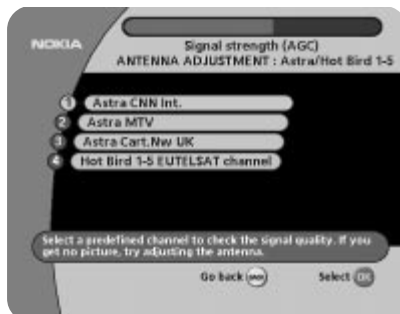 NOKIA
Signal strength (AGC)
ANTENNA ADJUSTMENT : Astra/Hot Bird 1-5
1 Astra CNN Int.
2 Astra MTV
3 Astra Cart.Nw UK
4 Hot Bird 1-5 EUTELSAT channel
Select a predefined channel to check the signal quality. If you
get no picture, try adjusting the antenna.
Go back BACK Select OK